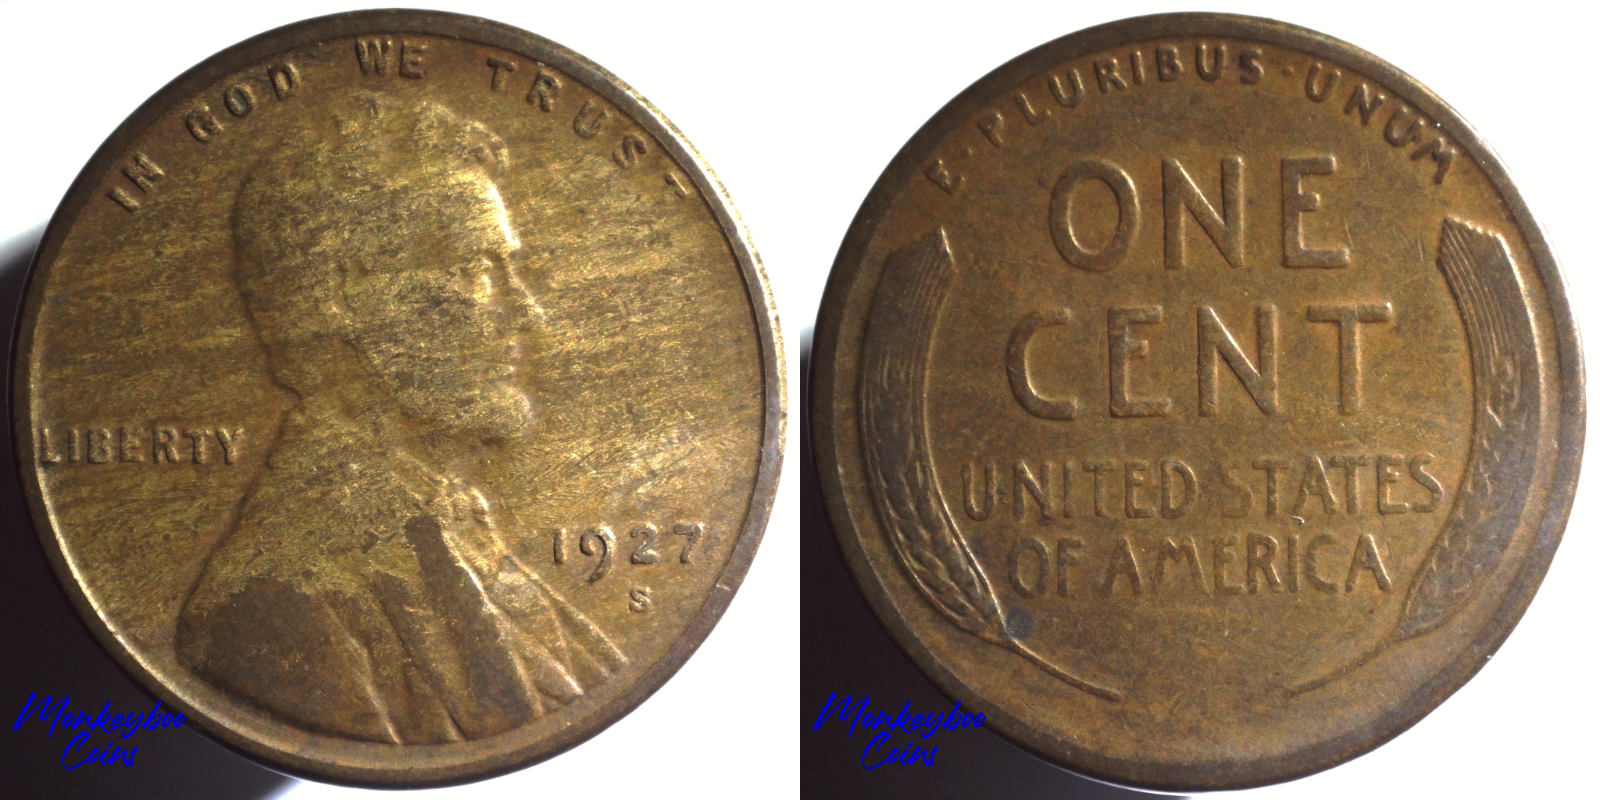 IN GOD WE TRUST
LIBERTY
1927
S
Monkeyboo
Coins
E·PLURIBUS·UNUM
ONE
CENT
UNITED STATES
OF AMERICA
Monkeyboo
Coins